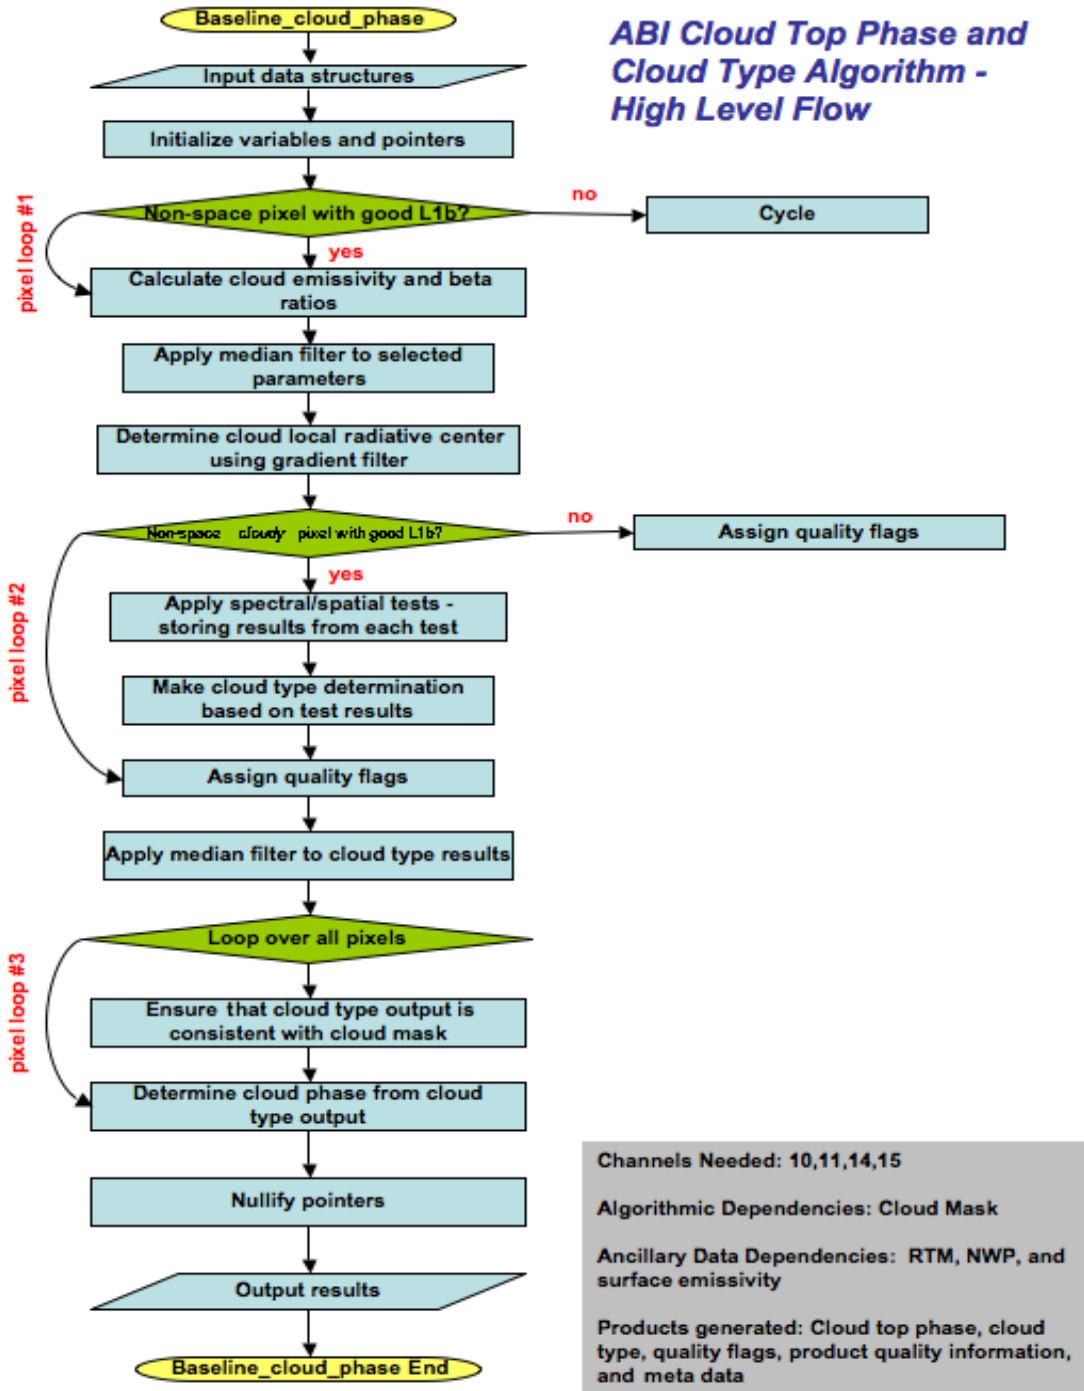 Baseline_cloud_phase
ABI Cloud Top Phase and
Cloud Type Algorithm -
High Level Flow
Input data structures
Initialize variables and pointers
pixel loop #1
Non-space pixel with good L1b?
no
Cycle
yes
Calculate cloud emissivity and beta
ratios
Apply median filter to selected
parameters
Determine cloud local radiative center
using gradient filter
pixel loop #2
Non-space cloudy pixel with good L1b?
no
Assign quality flags
yes
Apply spectral/spatial tests -
storing results from each test
Make cloud type determination
based on test results
Assign quality flags
Apply median filter to cloud type results
pixel loop #3
Loop over all pixels
Ensure that cloud type output is
consistent with cloud mask
Determine cloud phase from cloud
type output
Nullify pointers
Output results
Baseline_cloud_phase End
Channels Needed: 10,11,14,15
Algorithmic Dependencies: Cloud Mask
Ancillary Data Dependencies: RTM, NWP, and
surface emissivity
Products generated: Cloud top phase, cloud
type, quality flags, product quality information,
and meta data